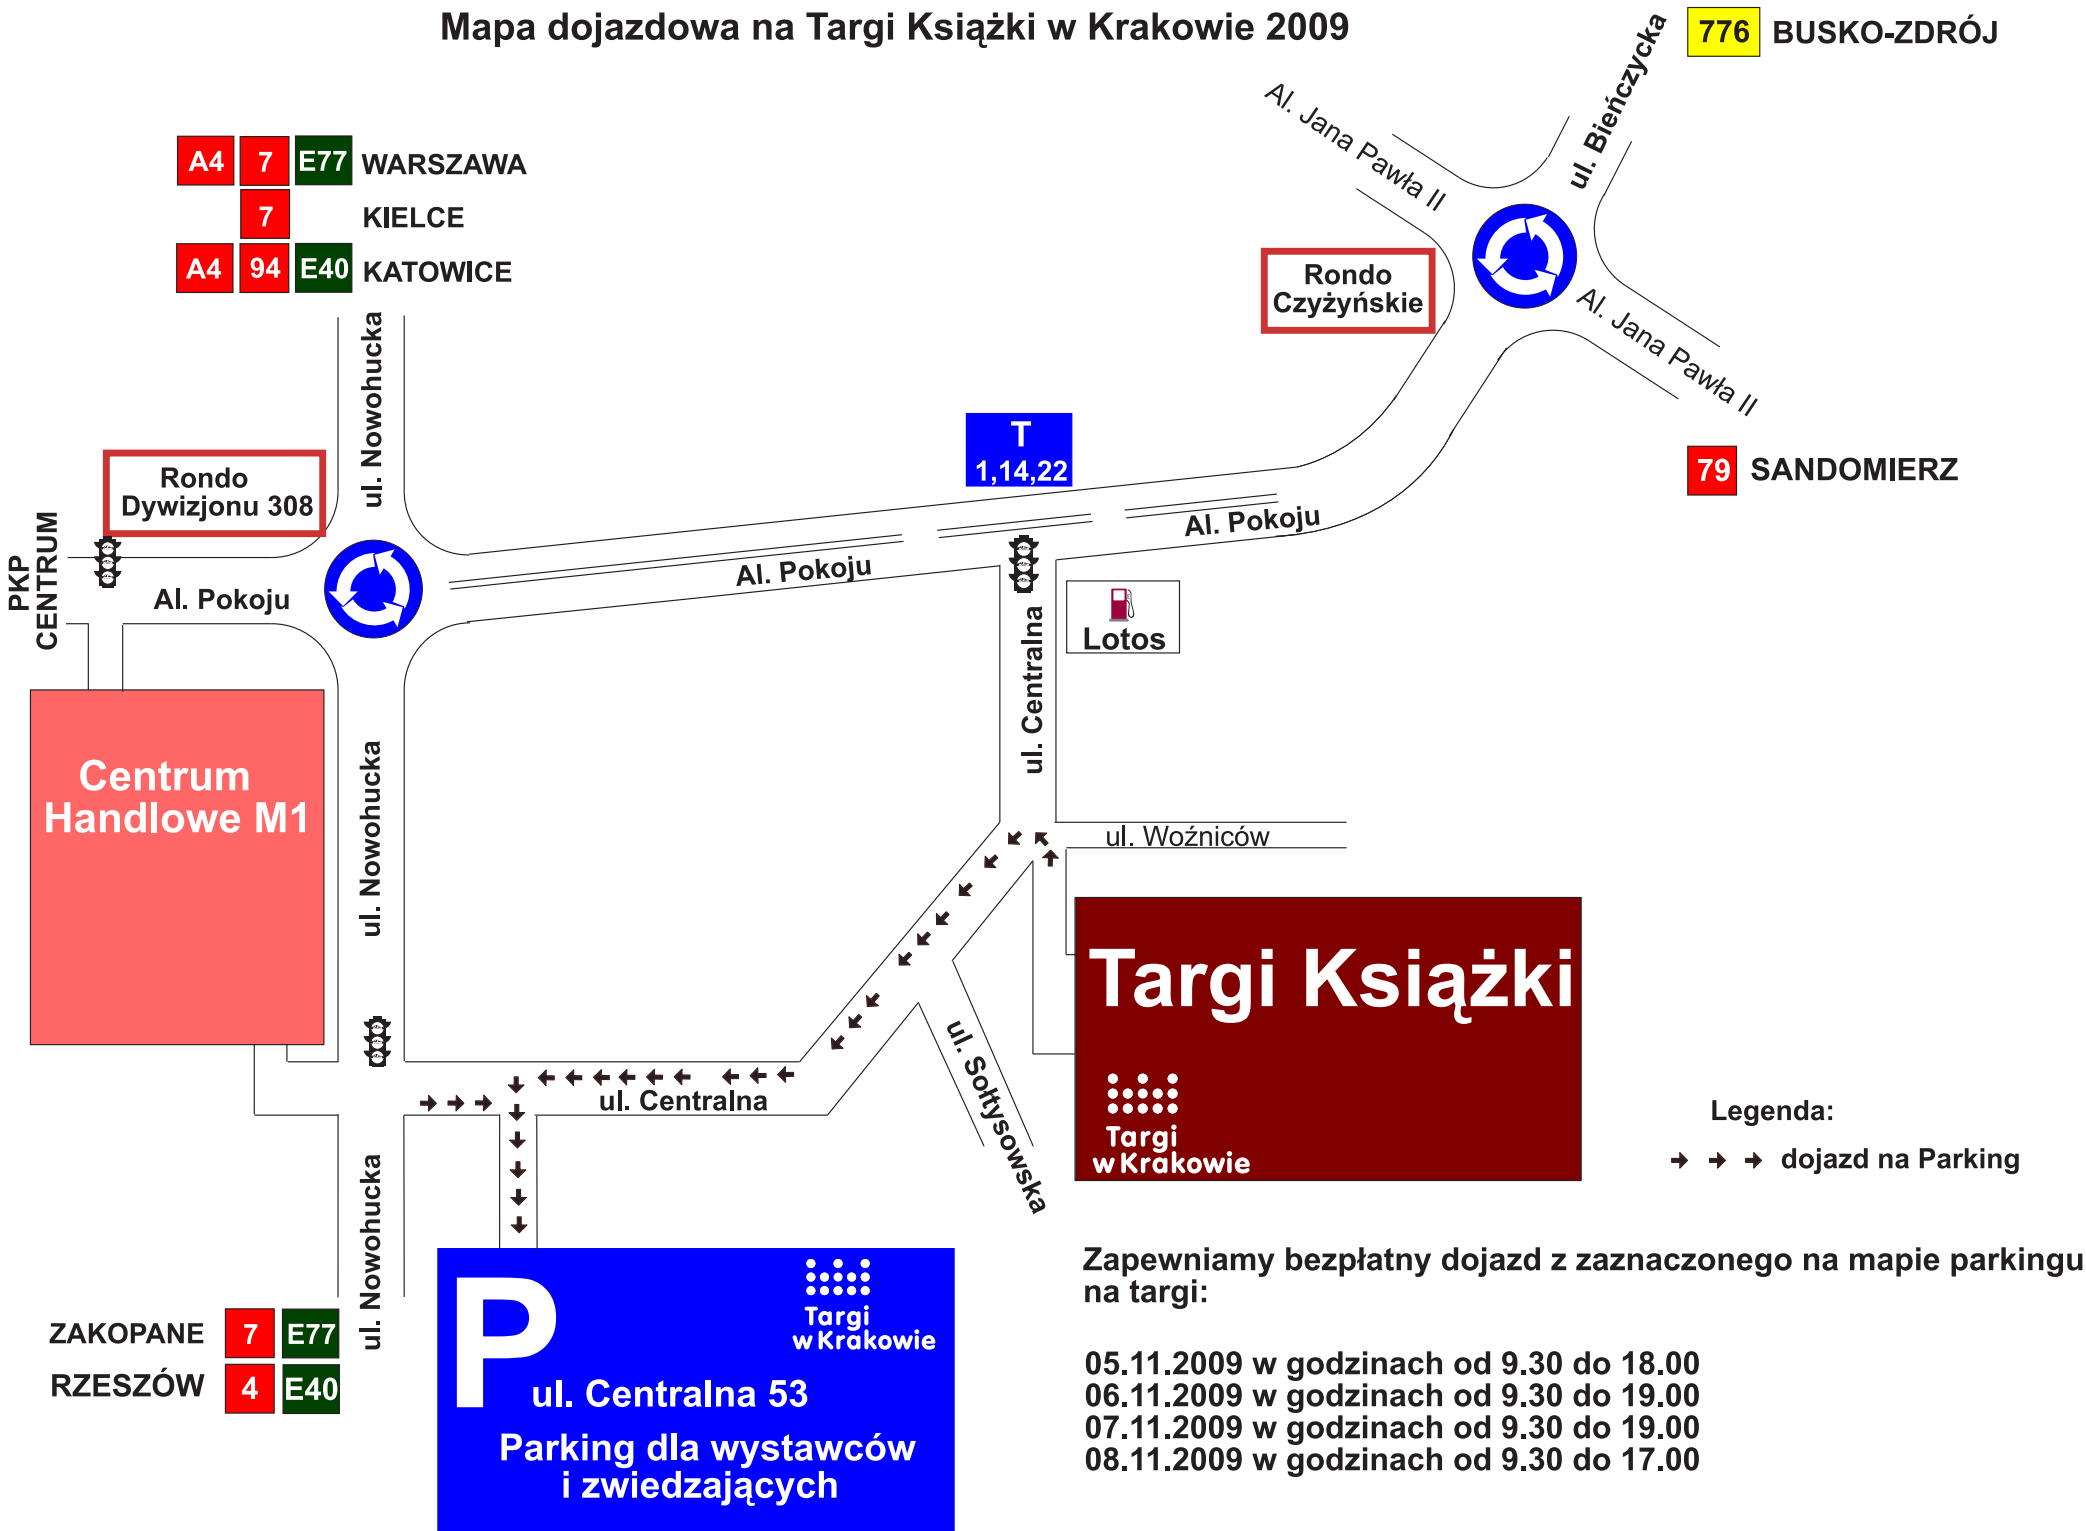 Mapa dojazdowa na Targi Książki w Krakowie 2009
776 BUSKO-ZDRÓJ
ul. Bieńczycka
Al. Jana Pawła II
A4 7 E77 WARSZAWA
7 KIELCE
A4 94 E40 KATOWICE
Rondo
Czyżyńskie
Al. Jana Pawła II
ul. Nowohucka
T
1,14,22
79 SANDOMIERZ
Rondo
Dywizjonu 308
PKP
CENTRUM
Al. Pokoju
Al. Pokoju
Al. Pokoju
Lotos
ul. Centralna
Centrum
Handlowe M1
ul. Nowohucka
ul. Woźniców
Targi Książki
Targi
w Krakowie
ul. Sołtysowska
ul. Centralna
Legenda:
dojazd na Parking
ul. Nowohucka
ZAKOPANE 7 E77
RZESZÓW 4 E40
P
Targi
w Krakowie
ul. Centralna 53
Parking dla wystawców
i zwiedzających
Zapewniamy bezpłatny dojazd z zaznaczonego na mapie parkingu
na targi:
05.11.2009 w godzinach od 9.30 do 18.00
06.11.2009 w godzinach od 9.30 do 19.00
07.11.2009 w godzinach od 9.30 do 19.00
08.11.2009 w godzinach od 9.30 do 17.00